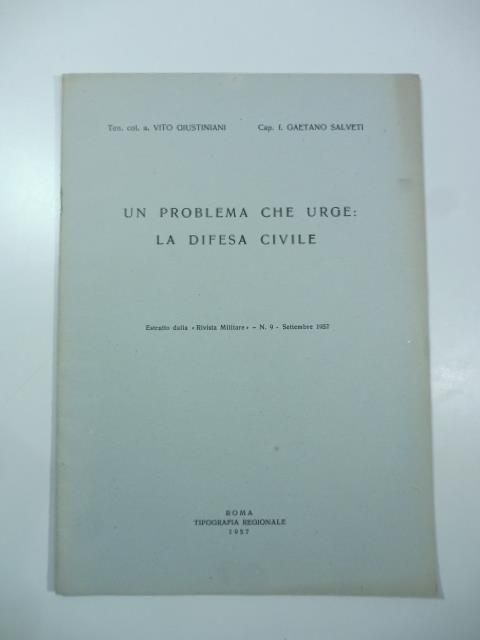 Ten. col. a. VITO GIUSTINIANI Cap. f. GAETANO SALVETI
UN PROBLEMA CHE URGE:
LA DIFESA CIVILE
Estratto dalla «Rivista Militare» - N. 9 - Settembre 1957
ROMA
TIPOGRAFIA REGIONALE
1957